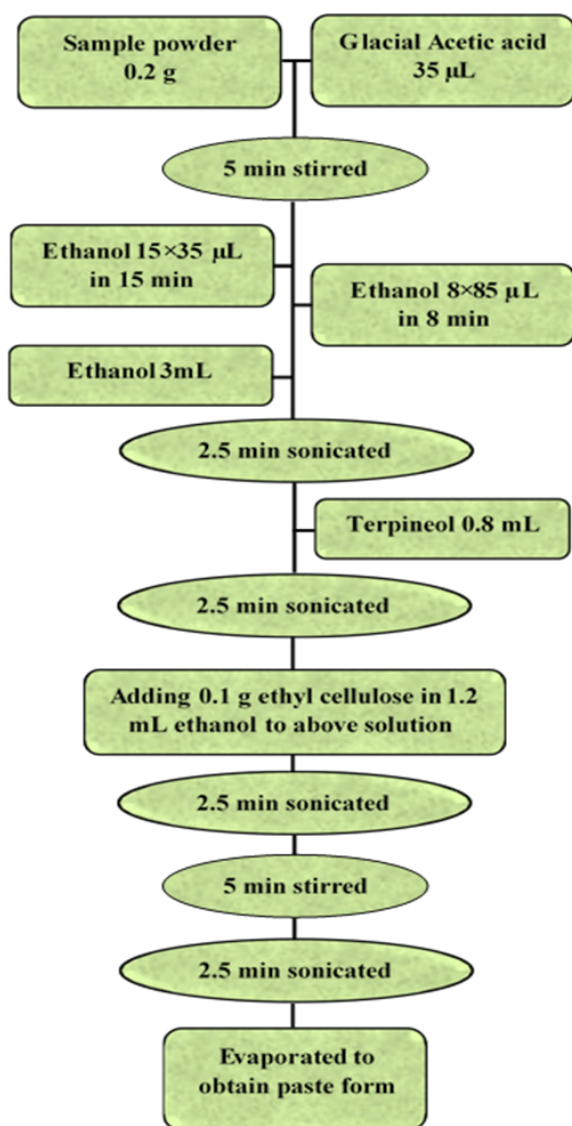 Sample powder
0.2 g
Glacial Acetic acid
35 µL
5 min stirred
Ethanol 15×35 µL
in 15 min
Ethanol 8×85 µL
in 8 min
Ethanol 3mL
2.5 min sonicated
Terpineol 0.8 mL
2.5 min sonicated
Adding 0.1 g ethyl cellulose in 1.2
mL ethanol to above solution
2.5 min sonicated
5 min stirred
2.5 min sonicated
Evaporated to
obtain paste form